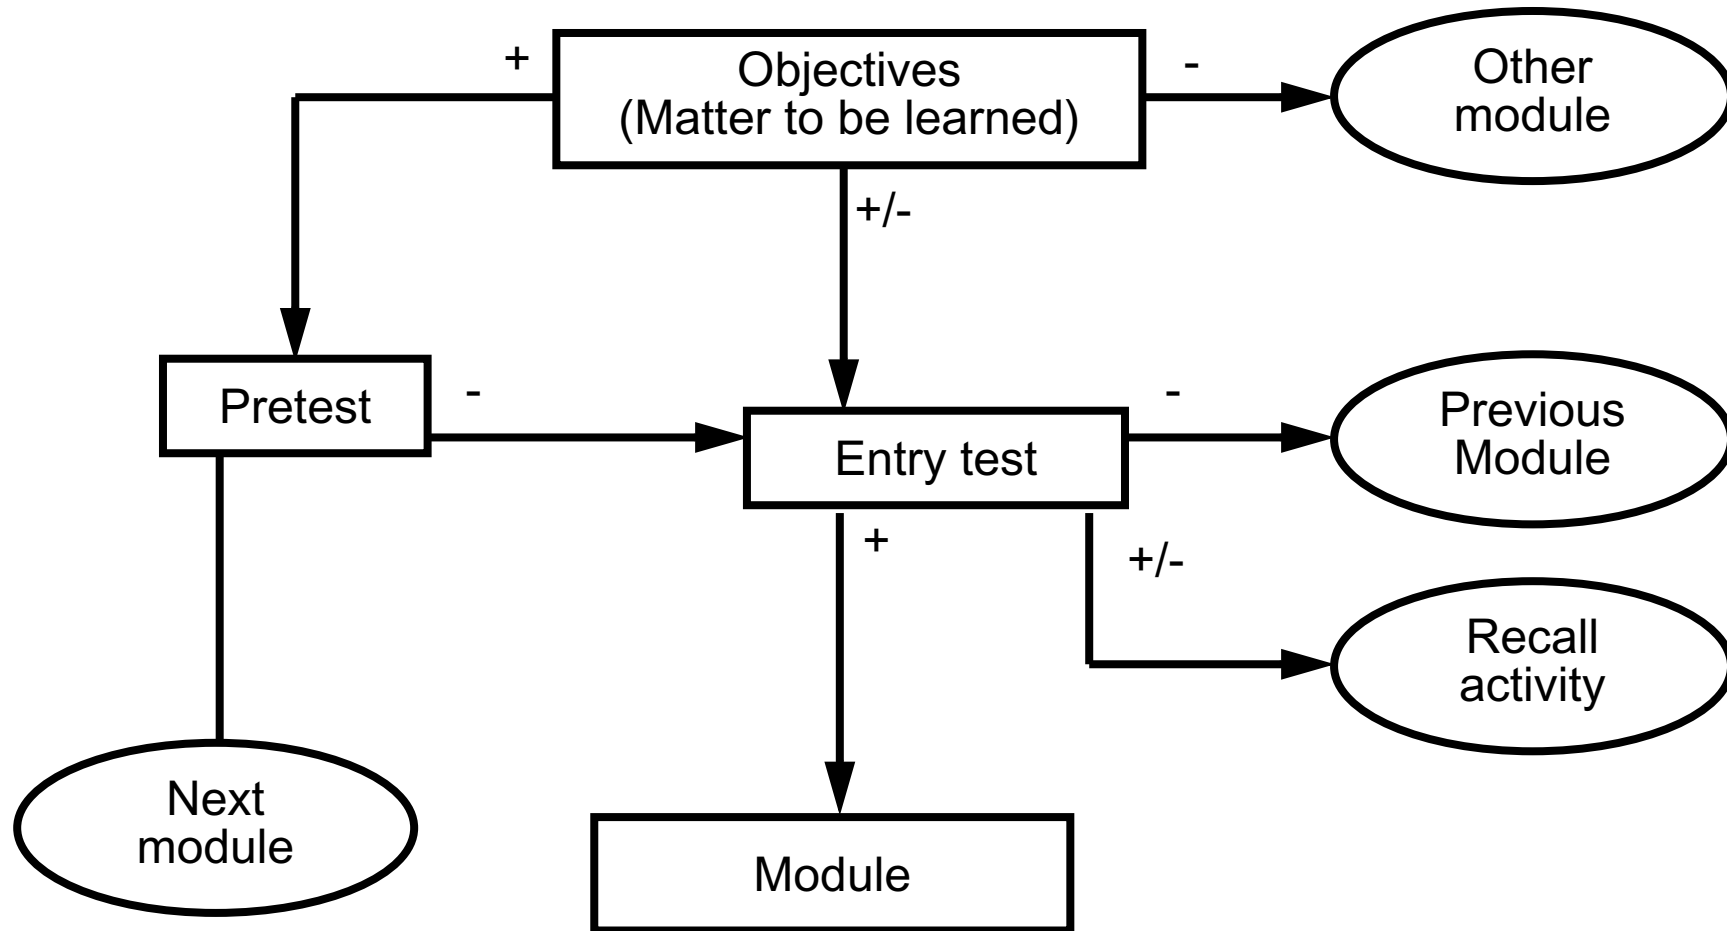 +
Objectives
(Matter to be learned)
-
Other
module
+/-
Pretest
-
Entry test
-
Previous
Module
+
+/-
Recall
activity
Next
module
Module